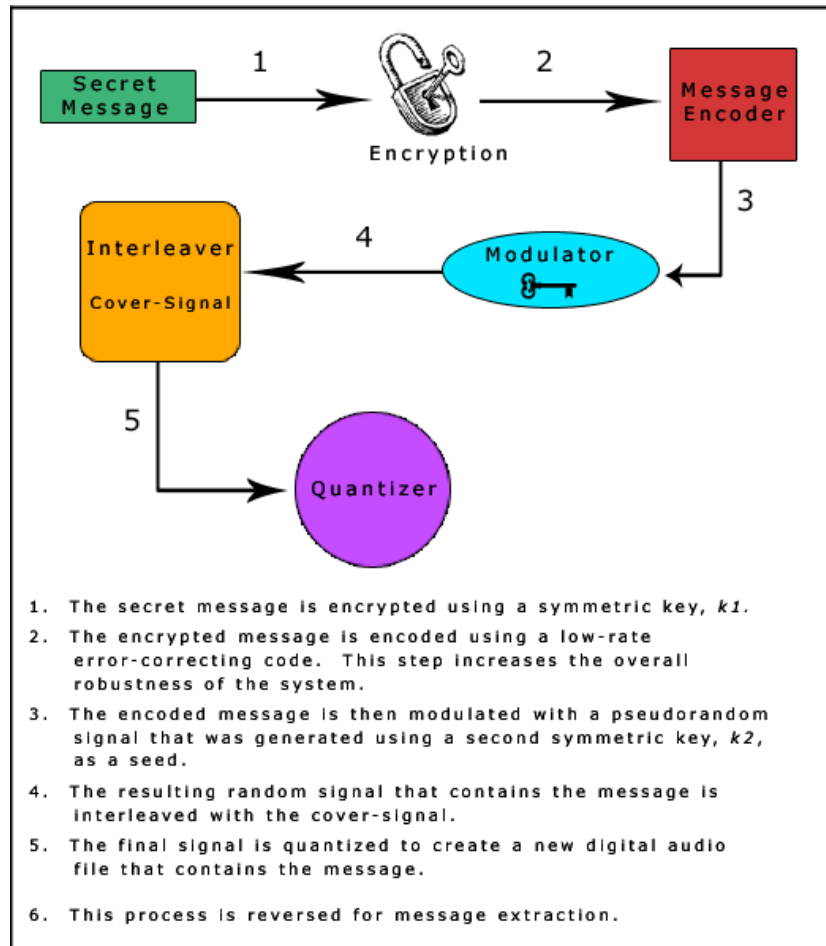 1
2
Secret
Message
Message
Encoder
Encryption
3
4
Interleaver
Modulator
Cover-Signal
5
Quantizer
1. The secret message is encrypted using a symmetric key, k1.
2. The encrypted message is encoded using a low-rate
error-correcting code. This step increases the overall
robustness of the system.
3. The encoded message is then modulated with a pseudorandom
signal that was generated using a second symmetric key, k2,
as a seed.
4. The resulting random signal that contains the message is
interleaved with the cover-signal.
5. The final signal is quantized to create a new digital audio
file that contains the message.
6. This process is reversed for message extraction.